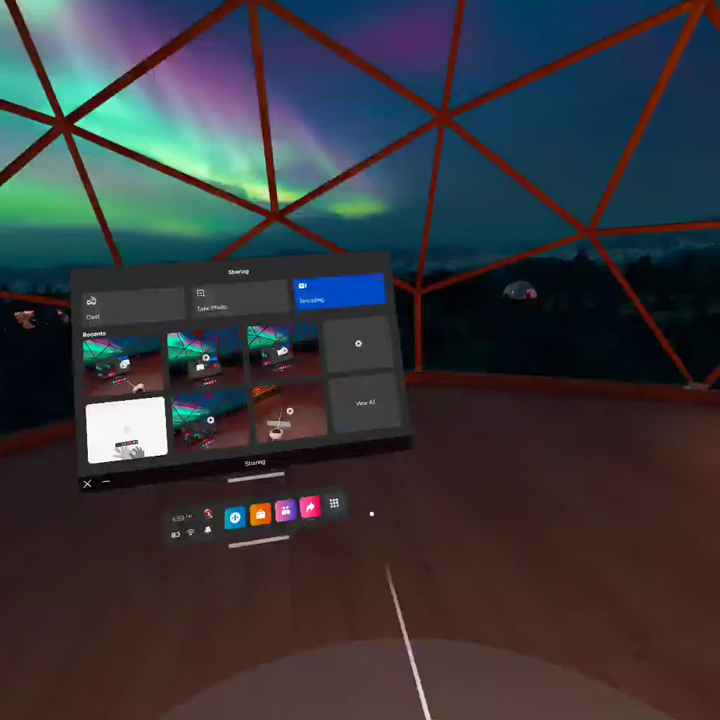 Sharing
Cast
Take Photo
Recording
Recents
View All
Sharing